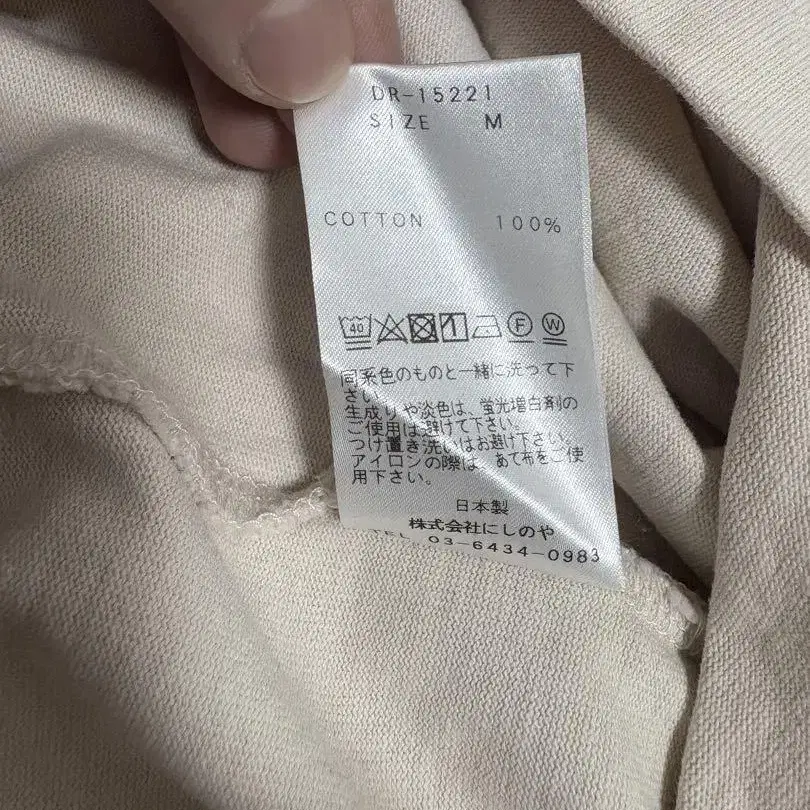 DR-15221
SIZE M
COTTON 100%
40 F W
同系色のものと一緒に洗って下
さい。
生成りや淡色は、蛍光増白剤の
ご使用は避けて下さい。
つけ置き洗いはお避け下さい。
アイロンの際は、あて布をご使
用下さい。
日本製
株式会社にしのや
TEL 03-6434-0983